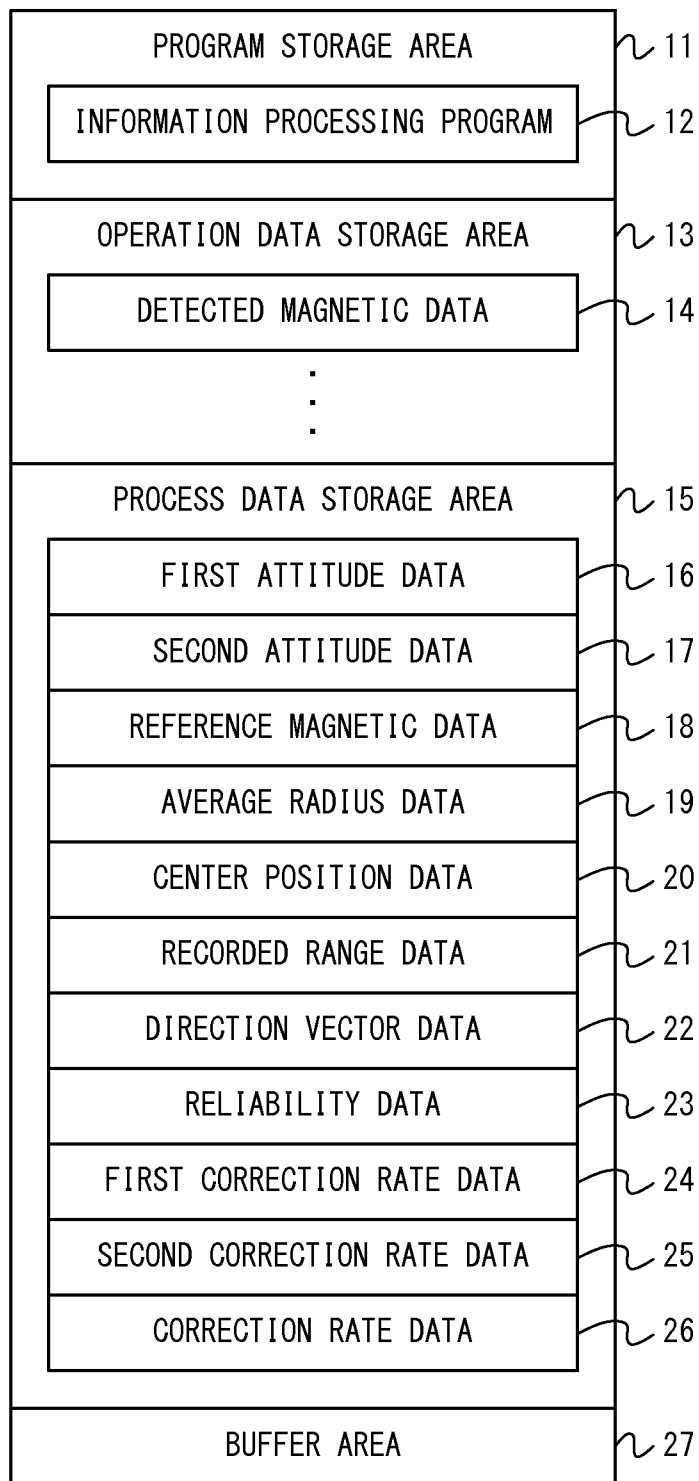 PROGRAM STORAGE AREA 11
INFORMATION PROCESSING PROGRAM 12
OPERATION DATA STORAGE AREA 13
DETECTED MAGNETIC DATA 14
PROCESS DATA STORAGE AREA 15
FIRST ATTITUDE DATA 16
SECOND ATTITUDE DATA 17
REFERENCE MAGNETIC DATA 18
AVERAGE RADIUS DATA 19
CENTER POSITION DATA 20
RECORDED RANGE DATA 21
DIRECTION VECTOR DATA 22
RELIABILITY DATA 23
FIRST CORRECTION RATE DATA 24
SECOND CORRECTION RATE DATA 25
CORRECTION RATE DATA 26
BUFFER AREA 27